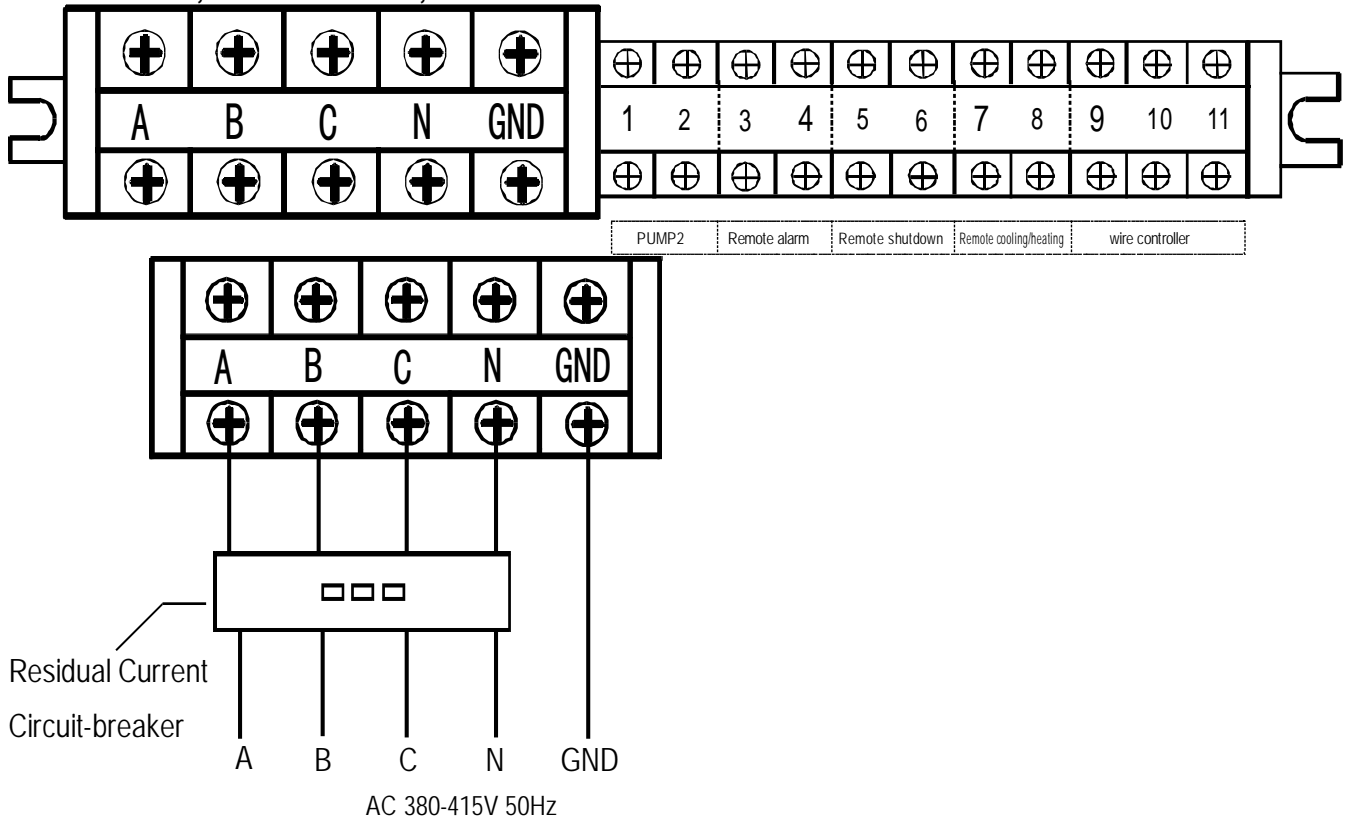 A B C N GND 1 2 3 4 5 6 7 8 9 10 11
PUMP2 Remote alarm Remote shutdown Remote cooling/heating wire controller
A B C N GND
Residual Current
Circuit-breaker
A B C N GND
AC 380-415V 50Hz